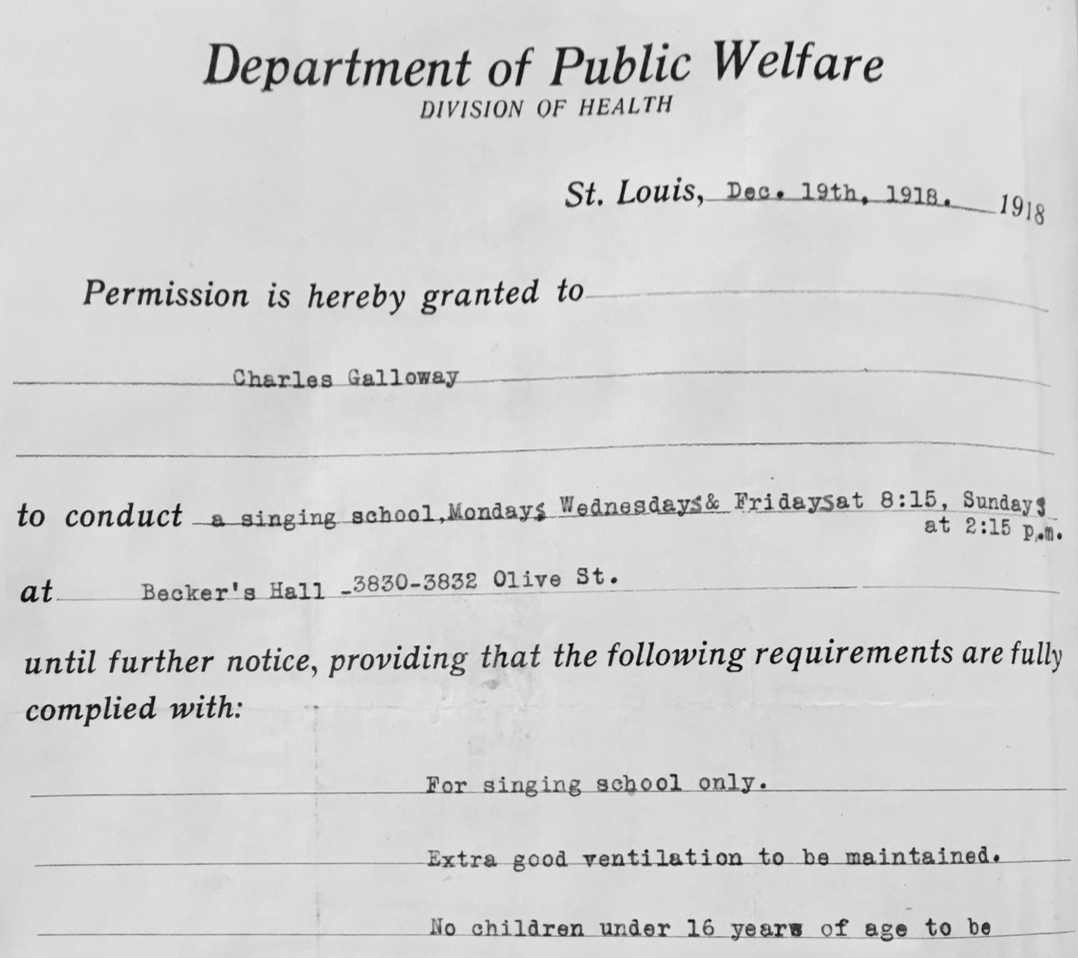 Department of Public Welfare
DIVISION OF HEALTH
St. Louis, Dec. 19th, 1918. 1918
Permission is hereby granted to
Charles Galloway
to conduct a singing school,Mondays Wednesdays& Fridaysat 8:15, Sundays
at 2:15 p.m.
at Becker's Hall -3830-3832 Olive St.
until further notice, providing that the following requirements are fully
complied with:
For singing school only.
Extra good ventilation to be maintained.
No children under 16 years of age to be